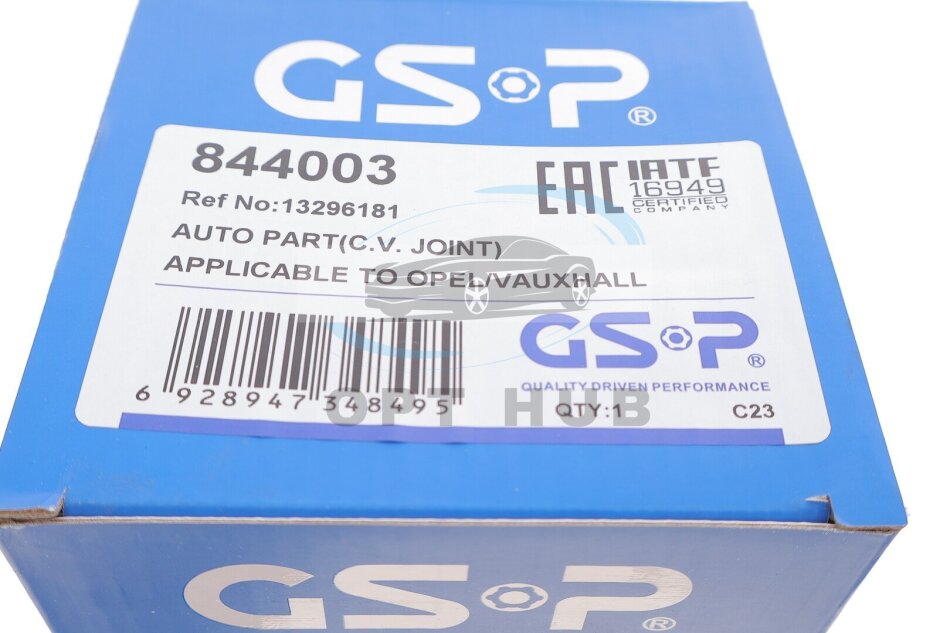 GSP®
844003
Ref No:13296181
AUTO PART(C.V. JOINT)
APPLICABLE TO OPEL/VAUXHALL
EAC
IATF
16949
CERTIFIED
COMPANY
GSP®
QUALITY DRIVEN PERFORMANCE
6 928947 348495
OPT HUB
QTY:1
C23
GSP®